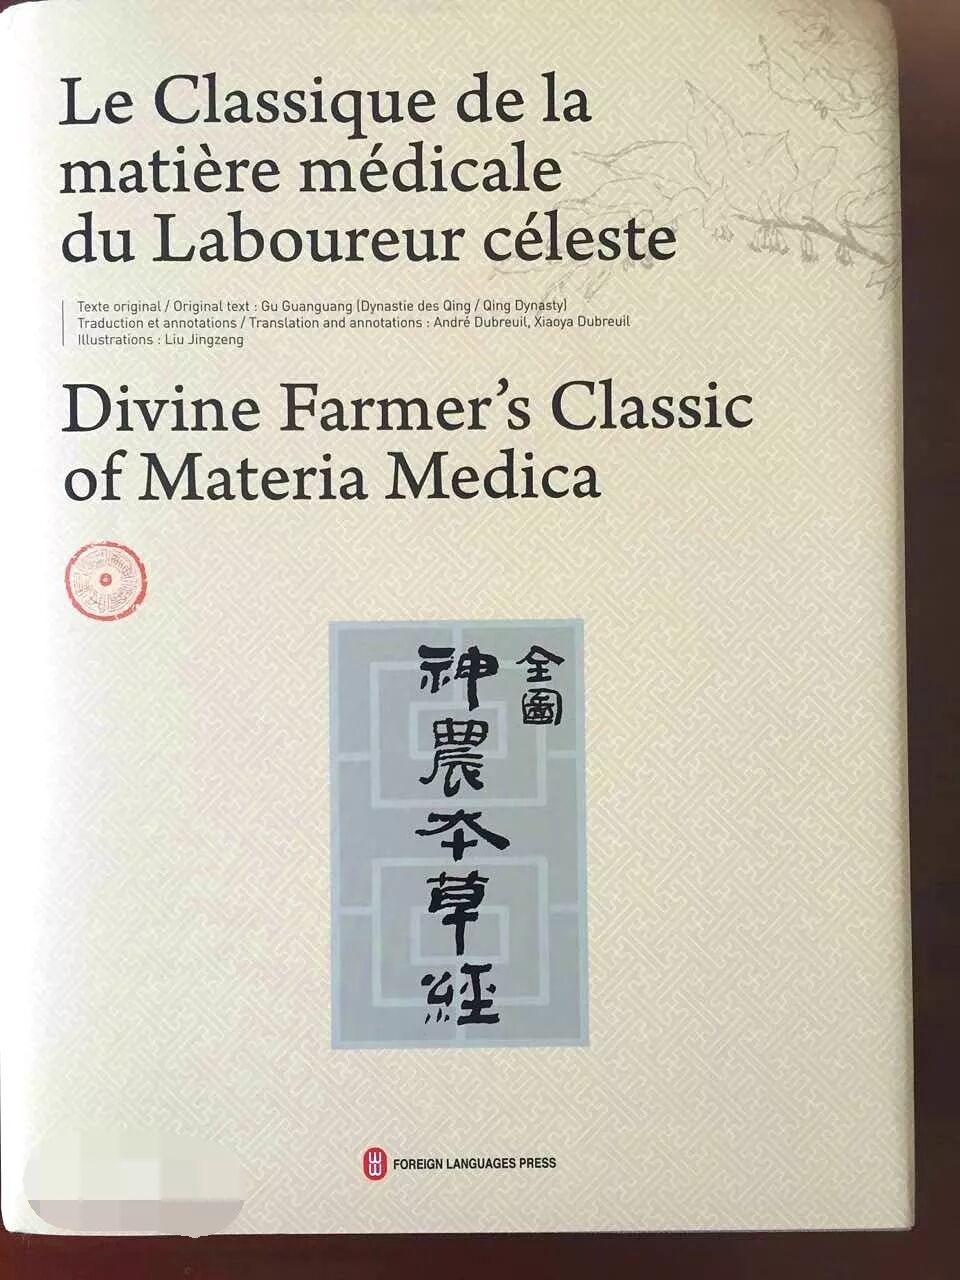 Le Classique de la
matière médicale
du Laboureur céleste
Texte original / Original text : Gu Guanguang (Dynastie des Qing / Qing Dynasty)
Traduction et annotations / Translation and annotations : André Dubreuil, Xiaoya Dubreuil
Illustrations : Liu Jingzeng
Divine Farmer’s Classic
of Materia Medica
全圖
神農本草經
FOREIGN LANGUAGES PRESS